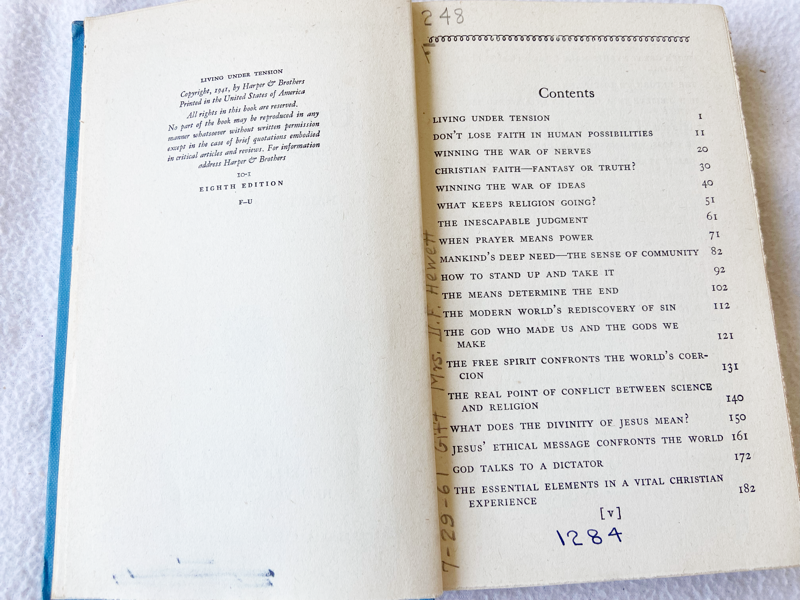 LIVING UNDER TENSION
Copyright, 1941, by Harper & Brothers
Printed in the United States of America
All rights in this book are reserved.
No part of the book may be reproduced in any
manner whatsoever without written permission
except in the case of brief quotations embodied
in critical articles and reviews. For information
address Harper & Brothers
10-1
EIGHTH EDITION
F-U
248
Contents
LIVING UNDER TENSION 1
DON'T LOSE FAITH IN HUMAN POSSIBILITIES 11
WINNING THE WAR OF NERVES 20
CHRISTIAN FAITH—FANTASY OR TRUTH? 30
WINNING THE WAR OF IDEAS 40
WHAT KEEPS RELIGION GOING? 51
THE INESCAPABLE JUDGMENT 61
WHEN PRAYER MEANS POWER 71
MANKIND'S DEEP NEED—THE SENSE OF COMMUNITY 82
HOW TO STAND UP AND TAKE IT 92
THE MEANS DETERMINE THE END 102
THE MODERN WORLD'S REDISCOVERY OF SIN 112
THE GOD WHO MADE US AND THE GODS WE
MAKE 121
THE FREE SPIRIT CONFRONTS THE WORLD'S COER-
CION 131
THE REAL POINT OF CONFLICT BETWEEN SCIENCE
AND RELIGION 140
WHAT DOES THE DIVINITY OF JESUS MEAN? 150
JESUS' ETHICAL MESSAGE CONFRONTS THE WORLD 161
GOD TALKS TO A DICTATOR 172
THE ESSENTIAL ELEMENTS IN A VITAL CHRISTIAN
EXPERIENCE 182
[v]
1284
7-29-61 Gift Mrs. Hewett